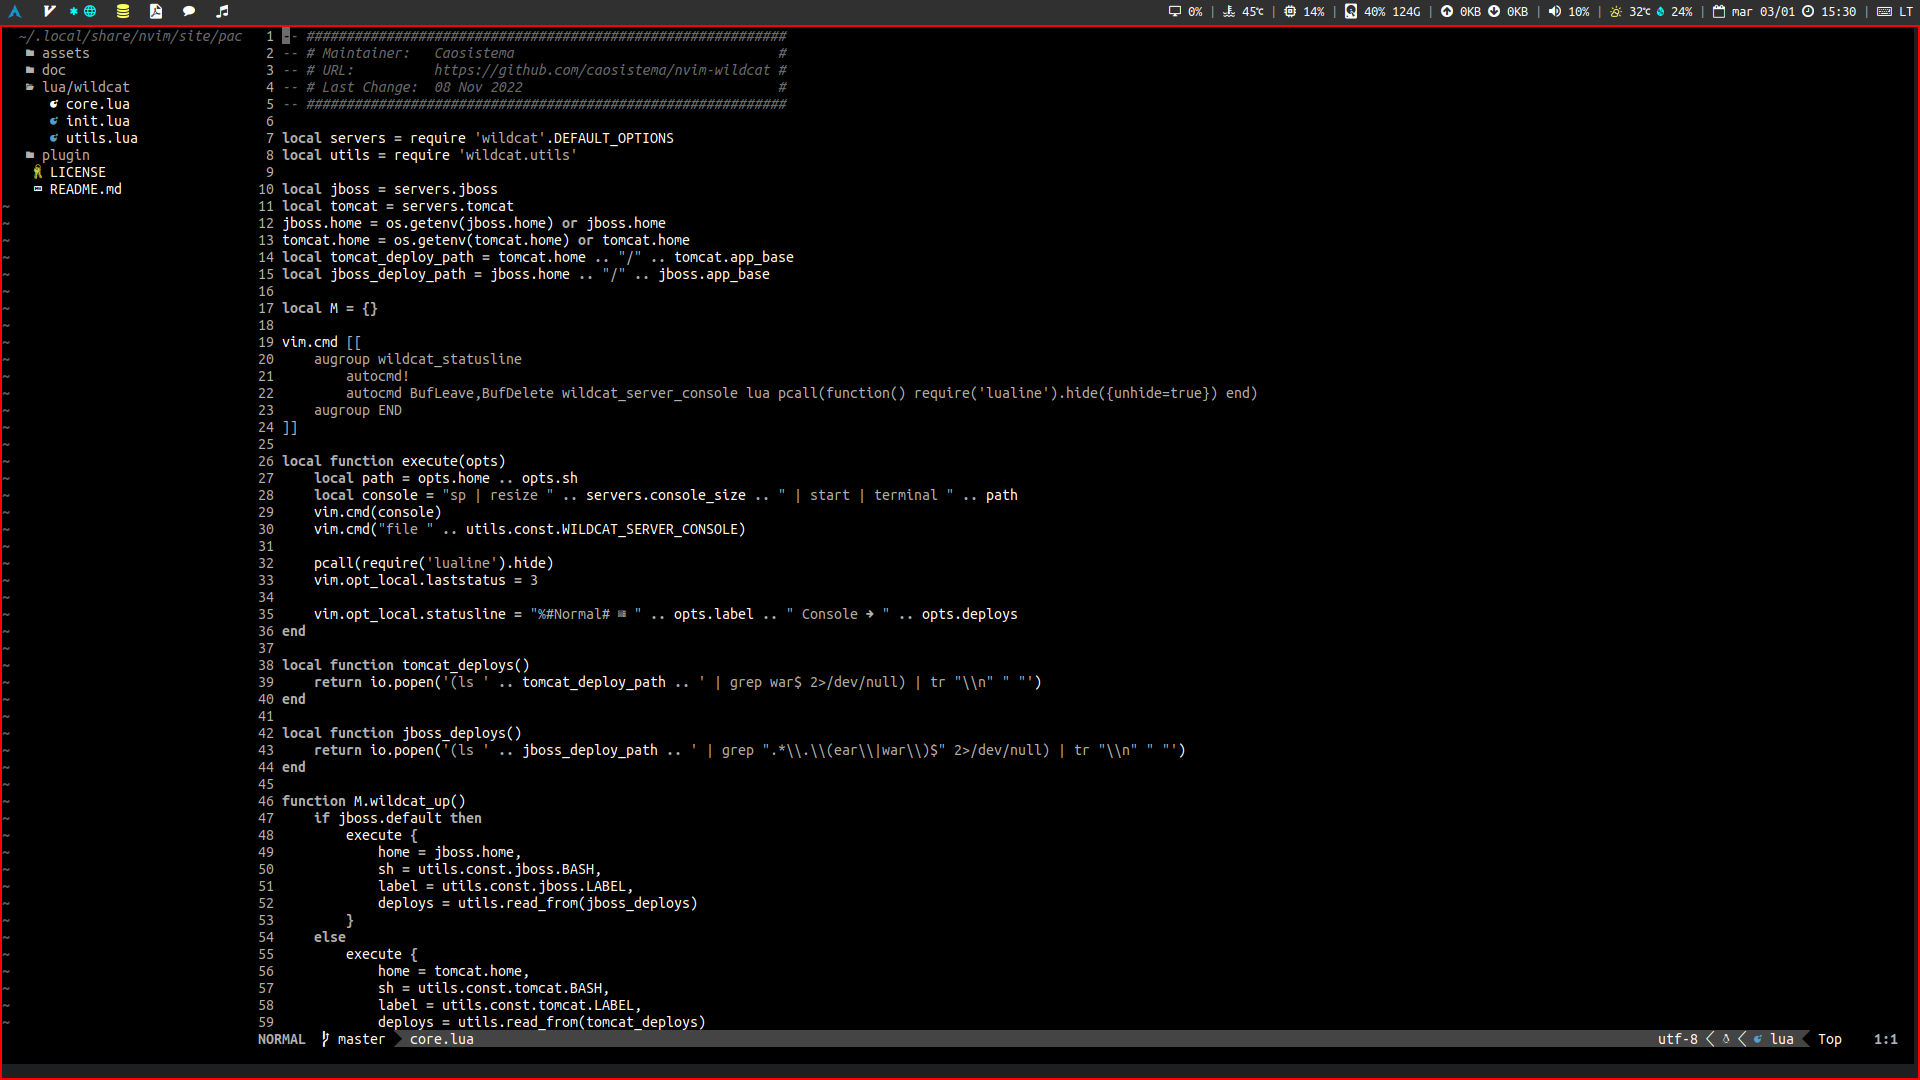 0% | 45℃ | 14% | 40% 124G | 0KB 0KB | 10% | 32℃ 24% | mar 03/01 15:30 | LT
~/.local/share/nvim/site/pac
assets
doc
lua/wildcat
core.lua
init.lua
utils.lua
plugin
LICENSE
README.md
1 -- ############################################################
2 -- # Maintainer:   Caosistema                                 #
3 -- # URL:          https://github.com/caosistema/nvim-wildcat #
4 -- # Last Change:  08 Nov 2022                                #
5 -- ############################################################
6
7 local servers = require 'wildcat'.DEFAULT_OPTIONS
8 local utils = require 'wildcat.utils'
9
10 local jboss = servers.jboss
11 local tomcat = servers.tomcat
12 jboss.home = os.getenv(jboss.home) or jboss.home
13 tomcat.home = os.getenv(tomcat.home) or tomcat.home
14 local tomcat_deploy_path = tomcat.home .. "/" .. tomcat.app_base
15 local jboss_deploy_path = jboss.home .. "/" .. jboss.app_base
16
17 local M = {}
18
19 vim.cmd [[
20     augroup wildcat_statusline
21         autocmd!
22         autocmd BufLeave,BufDelete wildcat_server_console lua pcall(function() require('lualine').hide({unhide=true}) end)
23     augroup END
24 ]]
25
26 local function execute(opts)
27     local path = opts.home .. opts.sh
28     local console = "sp | resize " .. servers.console_size .. " | start | terminal " .. path
29     vim.cmd(console)
30     vim.cmd("file " .. utils.const.WILDCAT_SERVER_CONSOLE)
31
32     pcall(require('lualine').hide)
33     vim.opt_local.laststatus = 3
34
35     vim.opt_local.statusline = "%#Normal#  " .. opts.label .. " Console → " .. opts.deploys
36 end
37
38 local function tomcat_deploys()
39     return io.popen('(ls ' .. tomcat_deploy_path .. ' | grep war$ 2>/dev/null) | tr "\\n" " "')
40 end
41
42 local function jboss_deploys()
43     return io.popen('(ls ' .. jboss_deploy_path .. ' | grep ".*\\.\\(ear\\|war\\)$" 2>/dev/null) | tr "\\n" " "')
44 end
45
46 function M.wildcat_up()
47     if jboss.default then
48         execute {
49             home = jboss.home,
50             sh = utils.const.jboss.BASH,
51             label = utils.const.jboss.LABEL,
52             deploys = utils.read_from(jboss_deploys)
53         }
54     else
55         execute {
56             home = tomcat.home,
57             sh = utils.const.tomcat.BASH,
58             label = utils.const.tomcat.LABEL,
59             deploys = utils.read_from(tomcat_deploys)
NORMAL master core.lua utf-8 lua Top 1:1